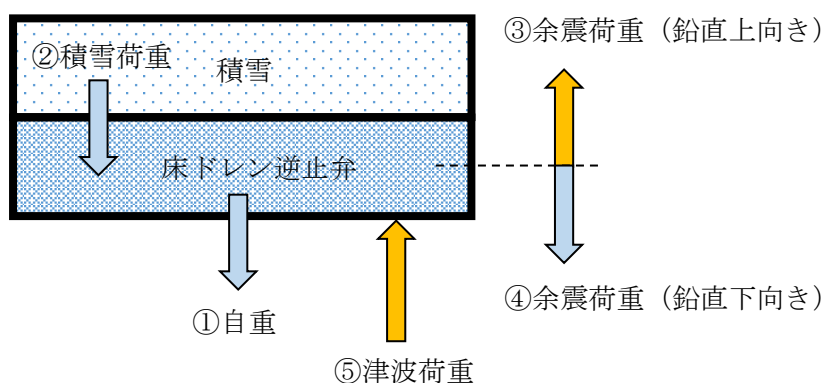 ③余震荷重（鉛直上向き）
②積雪荷重
積雪
床ドレン逆止弁
④余震荷重（鉛直下向き）
①自重
⑤津波荷重